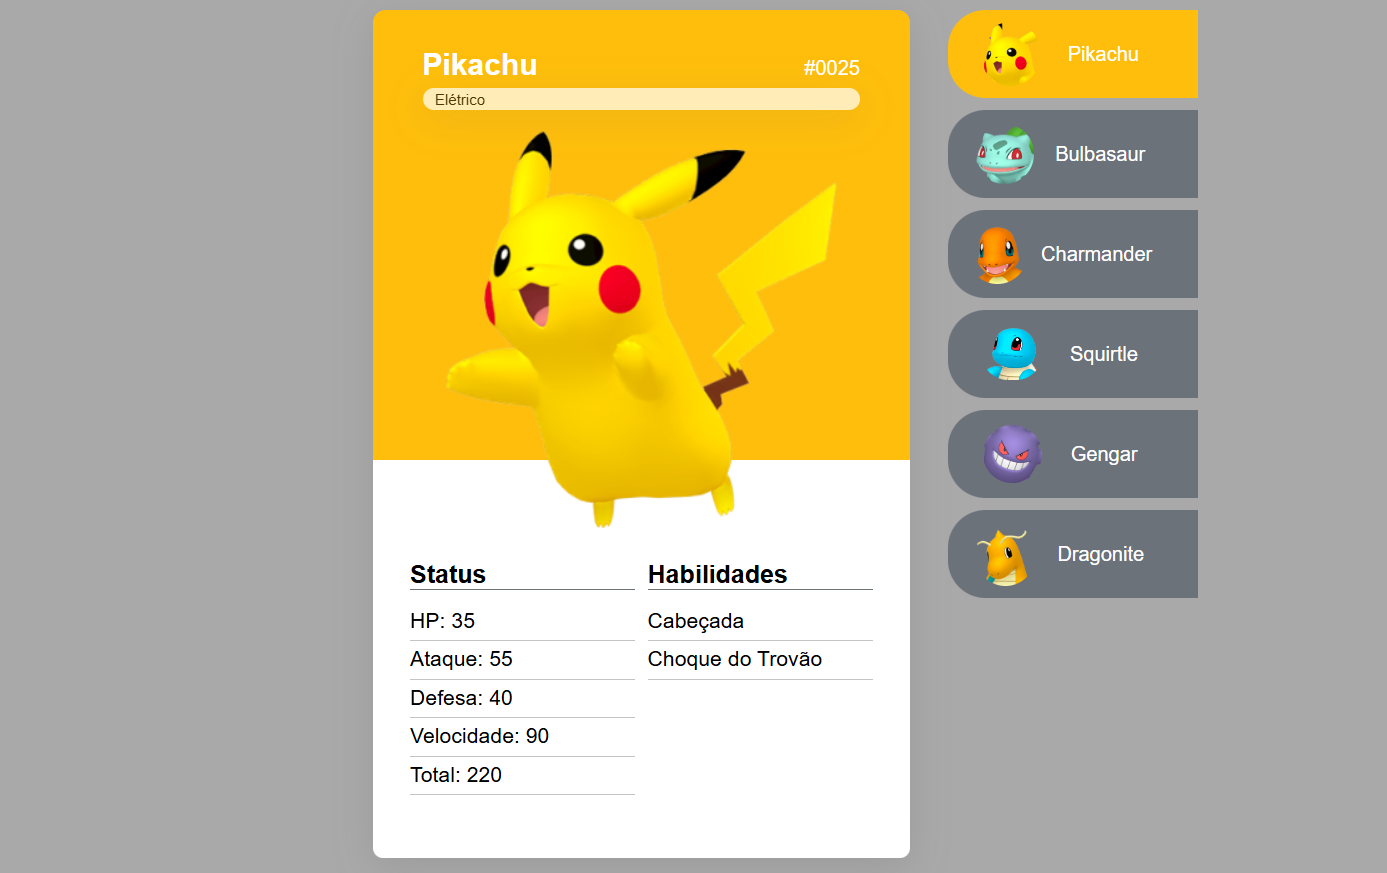 Pikachu
#0025
Elétrico
Status
HP: 35
Ataque: 55
Defesa: 40
Velocidade: 90
Total: 220
Habilidades
Cabeçada
Choque do Trovão
Pikachu
Bulbasaur
Charmander
Squirtle
Gengar
Dragonite